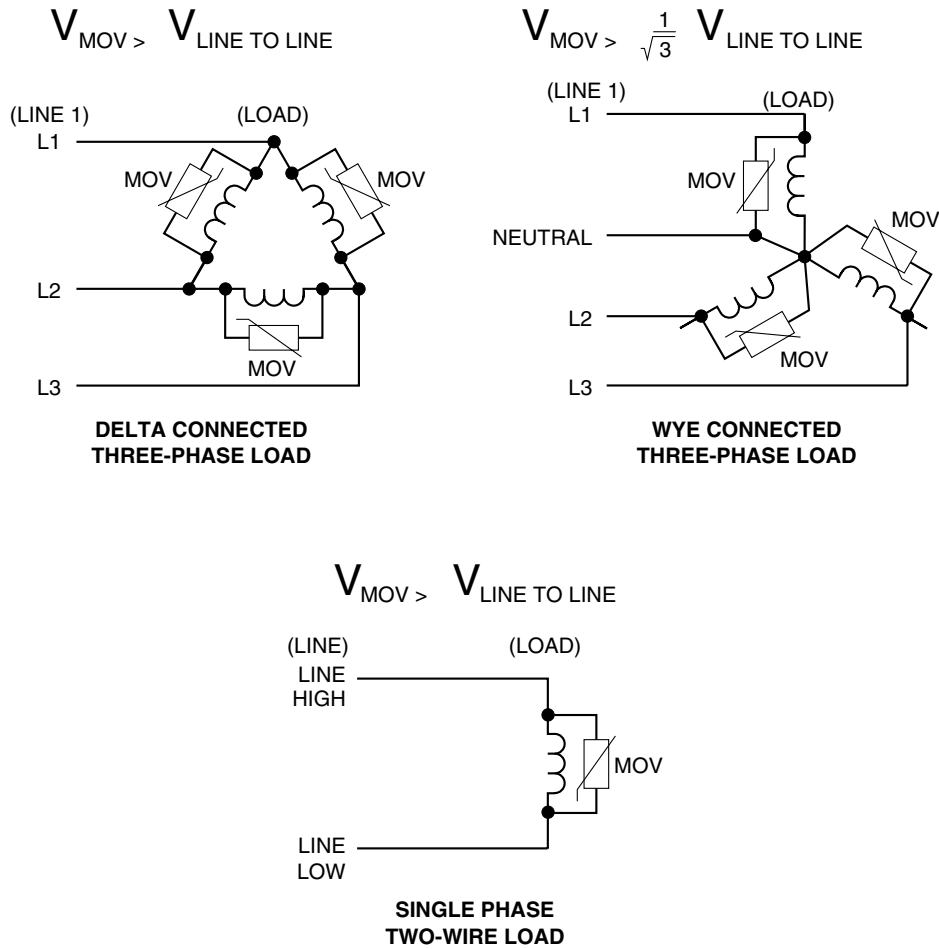 V MOV > V LINE TO LINE
(LINE 1) (LOAD)
L1
MOV MOV
L2
MOV
L3
DELTA CONNECTED
THREE-PHASE LOAD
V MOV > 1/√3 V LINE TO LINE
(LINE 1) (LOAD)
L1
MOV
MOV
NEUTRAL
L2
MOV
L3
WYE CONNECTED
THREE-PHASE LOAD
V MOV > V LINE TO LINE
(LINE) (LOAD)
LINE
HIGH
MOV
LINE
LOW
SINGLE PHASE
TWO-WIRE LOAD